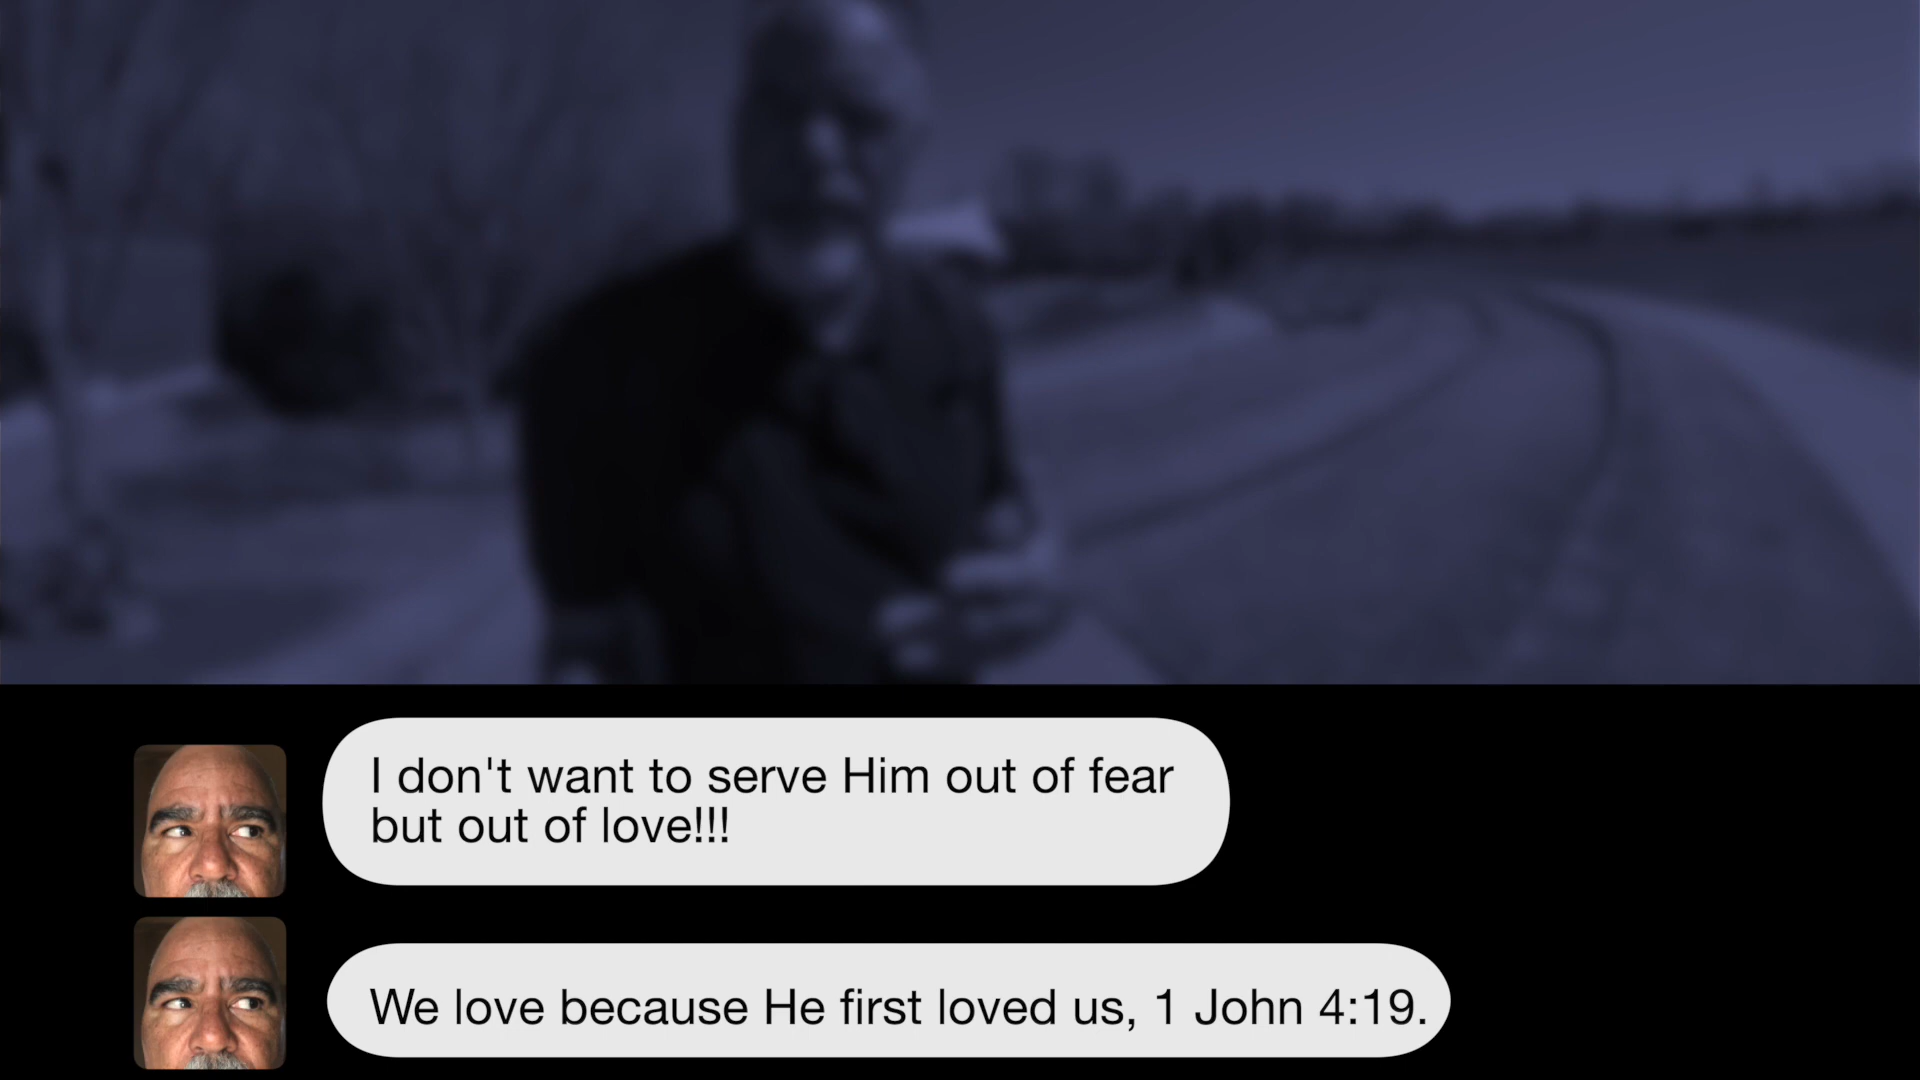 I don't want to serve Him out of fear
but out of love!!!
We love because He first loved us, 1 John 4:19.